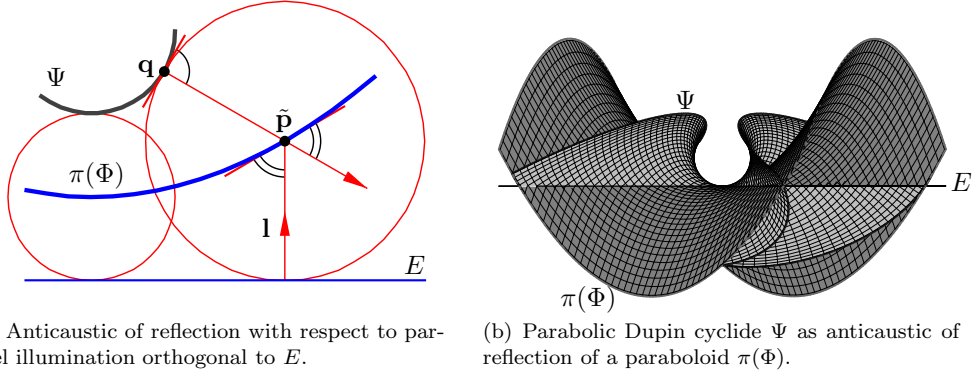 Ψ
q
p̃
π(Φ)
l
E
Ψ
E
π(Φ)
Anticaustic of reflection with respect to par-
el illumination orthogonal to E.
(b) Parabolic Dupin cyclide Ψ as anticaustic of
reflection of a paraboloid π(Φ).